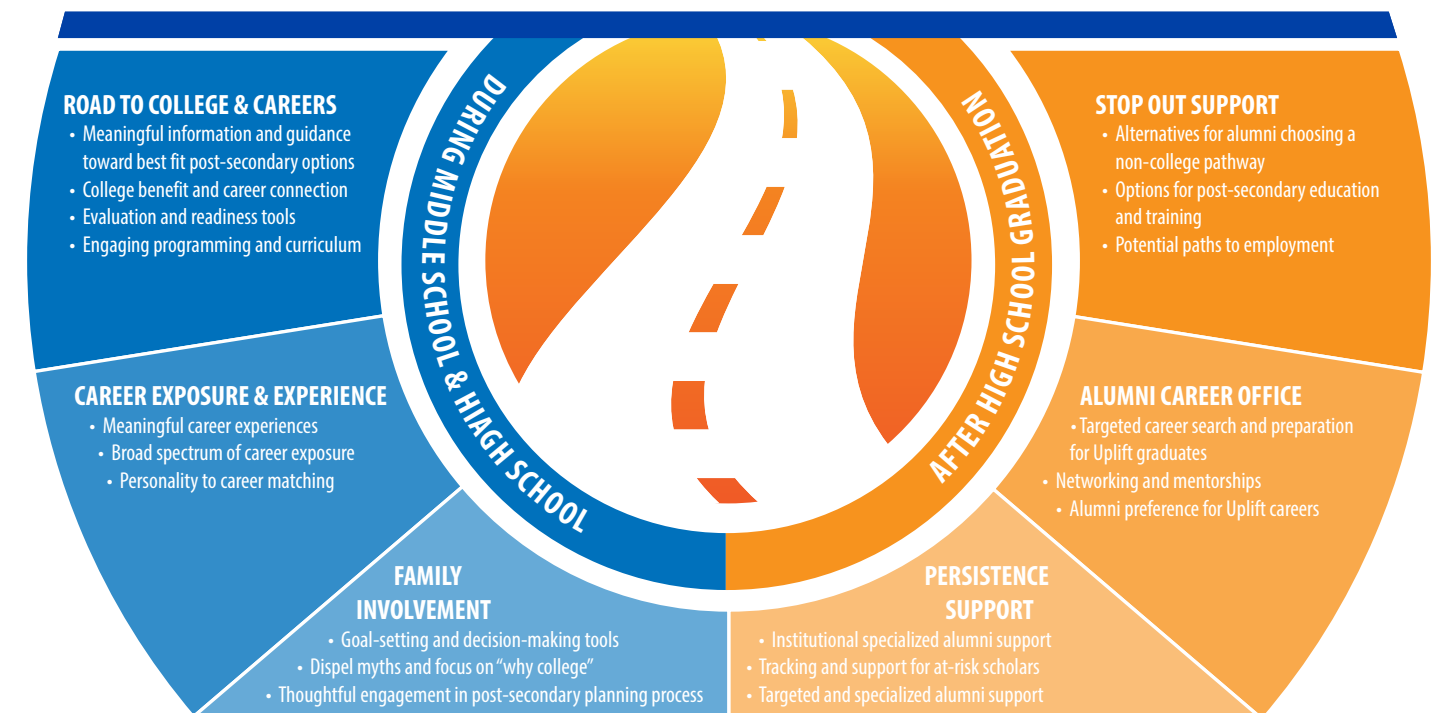 ROAD TO COLLEGE & CAREERS
• Meaningful information and guidance
toward best fit post-secondary options
• College benefit and career connection
• Evaluation and readiness tools
• Engaging programming and curriculum
CAREER EXPOSURE & EXPERIENCE
• Meaningful career experiences
• Broad spectrum of career exposure
• Personality to career matching
FAMILY
INVOLVEMENT
• Goal-setting and decision-making tools
• Dispel myths and focus on “why college”
• Thoughtful engagement in post-secondary planning process
DURING MIDDLE SCHOOL & HIAGH SCHOOL
AFTER HIGH SCHOOL GRADUATION
STOP OUT SUPPORT
• Alternatives for alumni choosing a
non-college pathway
• Options for post-secondary education
and training
• Potential paths to employment
ALUMNI CAREER OFFICE
• Targeted career search and preparation
for Uplift graduates
• Networking and mentorships
• Alumni preference for Uplift careers
PERSISTENCE
SUPPORT
• Institutional specialized alumni support
• Tracking and support for at-risk scholars
• Targeted and specialized alumni support